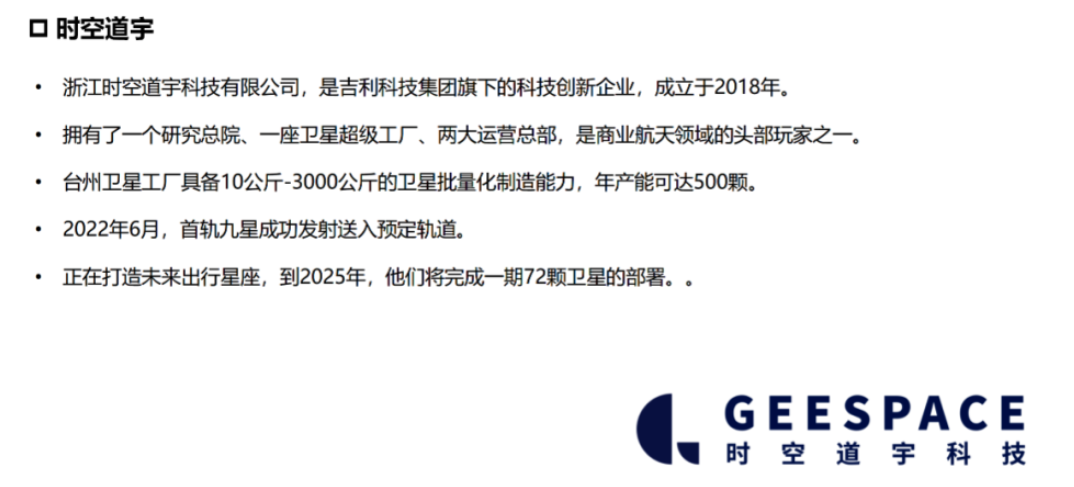 时空道宇
• 浙江时空道宇科技有限公司，是吉利科技集团旗下的科技创新企业，成立于2018年。
• 拥有了一个研究总院、一座卫星超级工厂、两大运营总部，是商业航天领域的头部玩家之一。
• 台州卫星工厂具备10公斤-3000公斤的卫星批量化制造能力，年产能可达500颗。
• 2022年6月，首轨九星成功发射送入预定轨道。
• 正在打造未来出行星座，到2025年，他们将完成一期72颗卫星的部署。。
GEESPACE
时空道宇科技